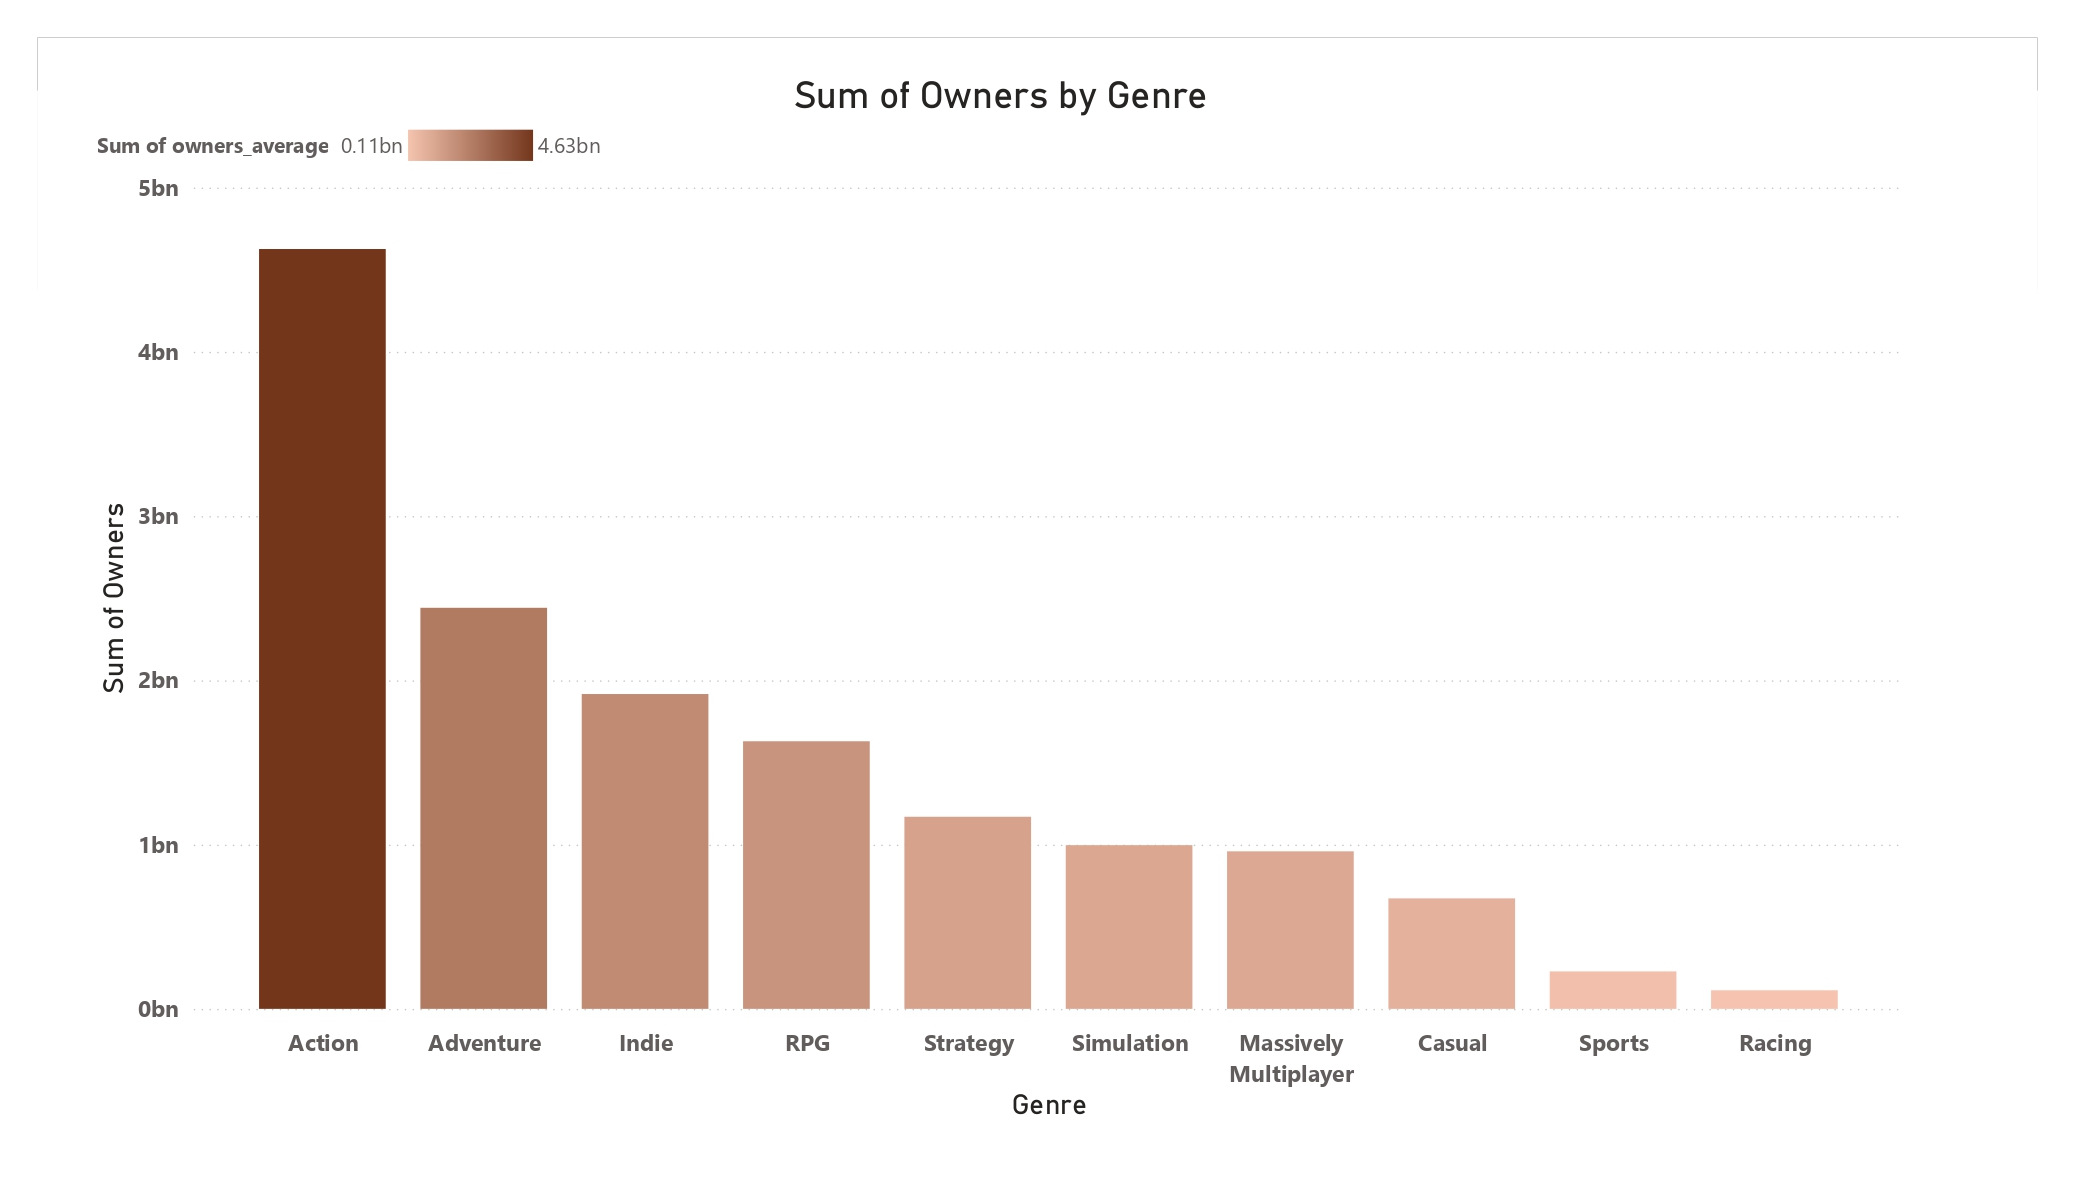 Sum of Owners by Genre
Sum of owners_average 0.11bn 4.63bn
5bn
4bn
3bn
2bn
1bn
0bn
Sum of Owners
Action Adventure Indie RPG Strategy Simulation Massively Multiplayer Casual Sports Racing
Genre